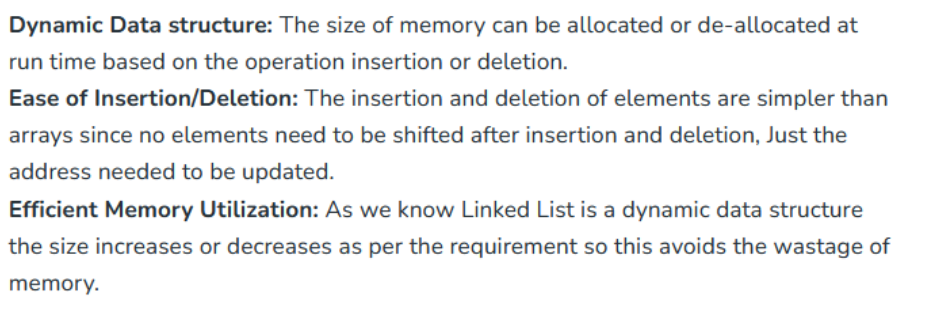 Dynamic Data structure: The size of memory can be allocated or de-allocated at
run time based on the operation insertion or deletion.
Ease of Insertion/Deletion: The insertion and deletion of elements are simpler than
arrays since no elements need to be shifted after insertion and deletion, Just the
address needed to be updated.
Efficient Memory Utilization: As we know Linked List is a dynamic data structure
the size increases or decreases as per the requirement so this avoids the wastage of
memory.